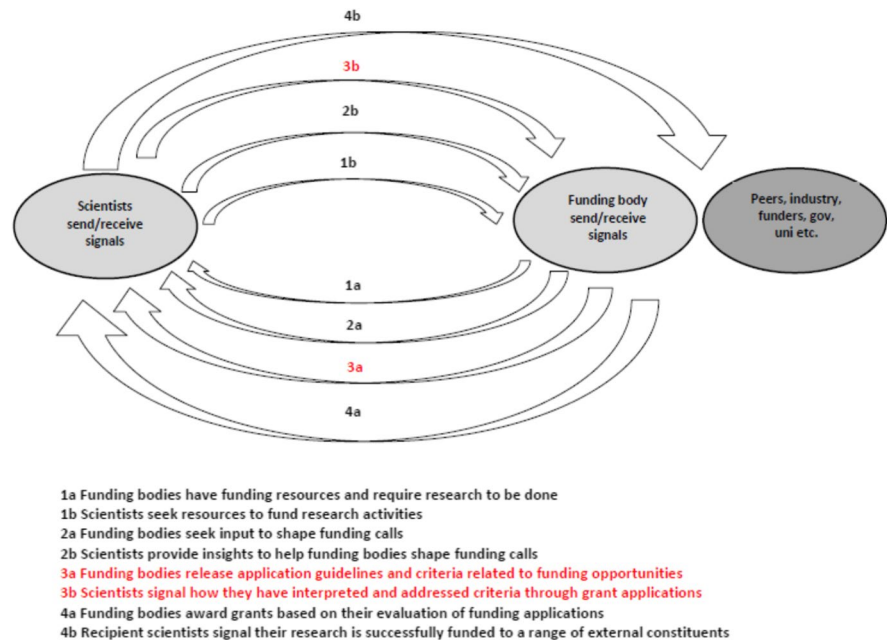 4b
3b
2b
1b
Scientists
send/receive
signals
Funding body
send/receive
signals
Peers, industry,
funders, gov,
uni etc.
1a
2a
3a
4a
1a Funding bodies have funding resources and require research to be done
1b Scientists seek resources to fund research activities
2a Funding bodies seek input to shape funding calls
2b Scientists provide insights to help funding bodies shape funding calls
3a Funding bodies release application guidelines and criteria related to funding opportunities
3b Scientists signal how they have interpreted and addressed criteria through grant applications
4a Funding bodies award grants based on their evaluation of funding applications
4b Recipient scientists signal their research is successfully funded to a range of external constituents